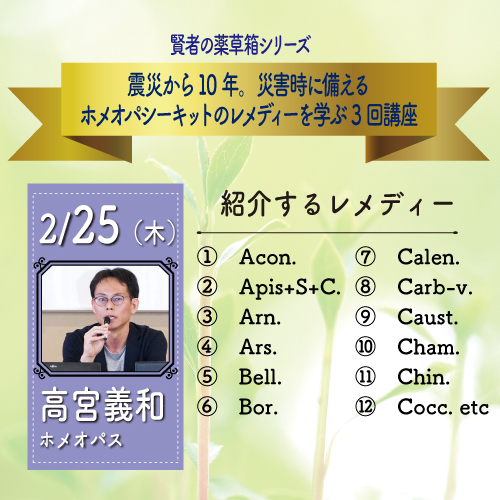 賢者の薬草箱シリーズ
震災から10年。災害時に備える
ホメオパシーキットのレメディーを学ぶ3回講座
2/25（木）
高宮義和
ホメオパス
紹介するレメディー
① Acon.
② Apis+S+C.
③ Arn.
④ Ars.
⑤ Bell.
⑥ Bor.
⑦ Calen.
⑧ Carb-v.
⑨ Caust.
⑩ Cham.
⑪ Chin.
⑫ Cocc. etc